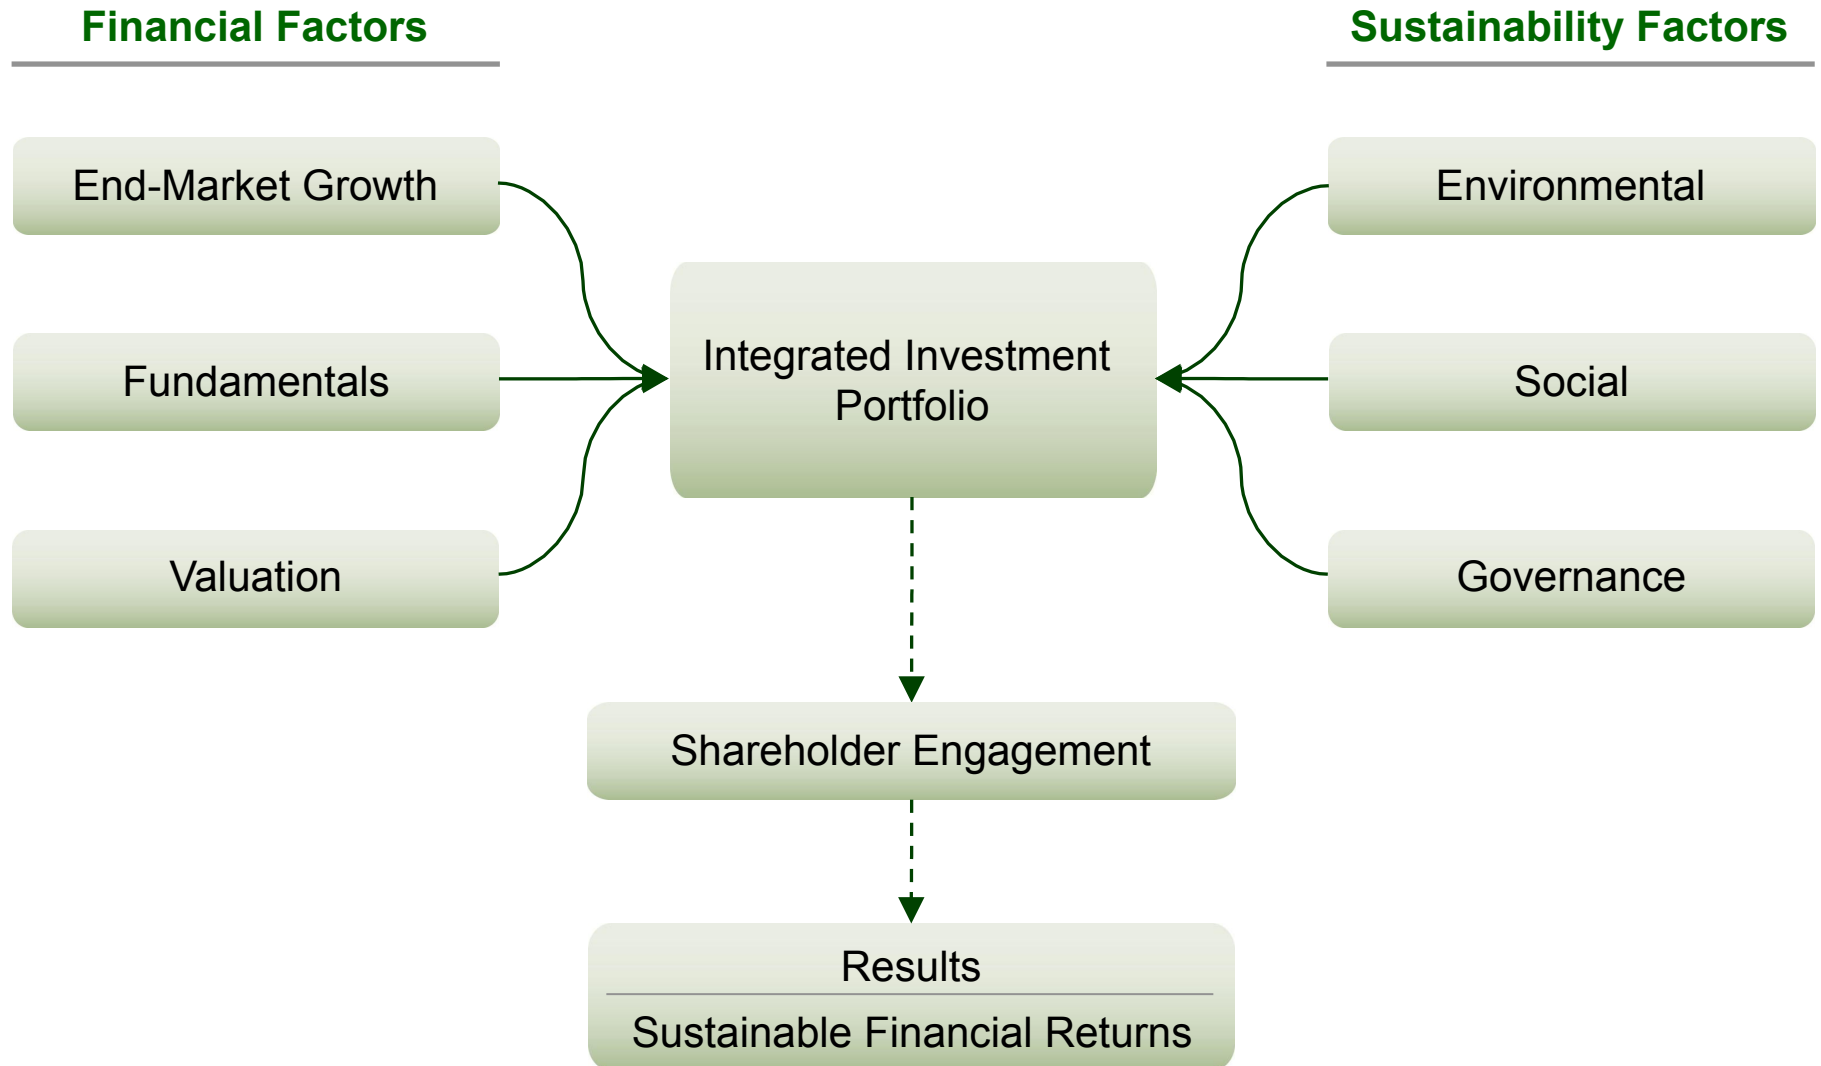 Financial Factors
Sustainability Factors
End-Market Growth
Environmental
Integrated Investment
Portfolio
Fundamentals
Social
Valuation
Governance
Shareholder Engagement
Results
Sustainable Financial Returns